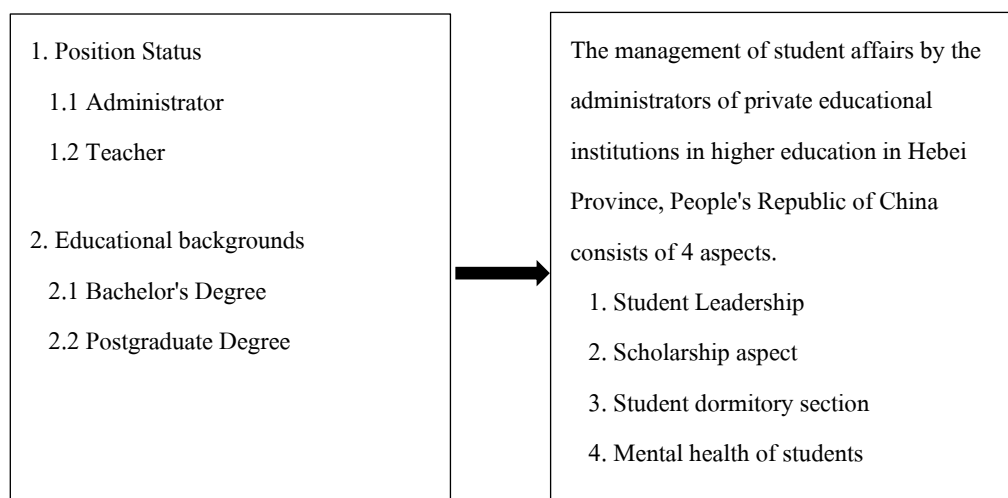 1. Position Status
1.1 Administrator
1.2 Teacher
2. Educational backgrounds
2.1 Bachelor's Degree
2.2 Postgraduate Degree
The management of student affairs by the
administrators of private educational
institutions in higher education in Hebei
Province, People's Republic of China
consists of 4 aspects.
1. Student Leadership
2. Scholarship aspect
3. Student dormitory section
4. Mental health of students